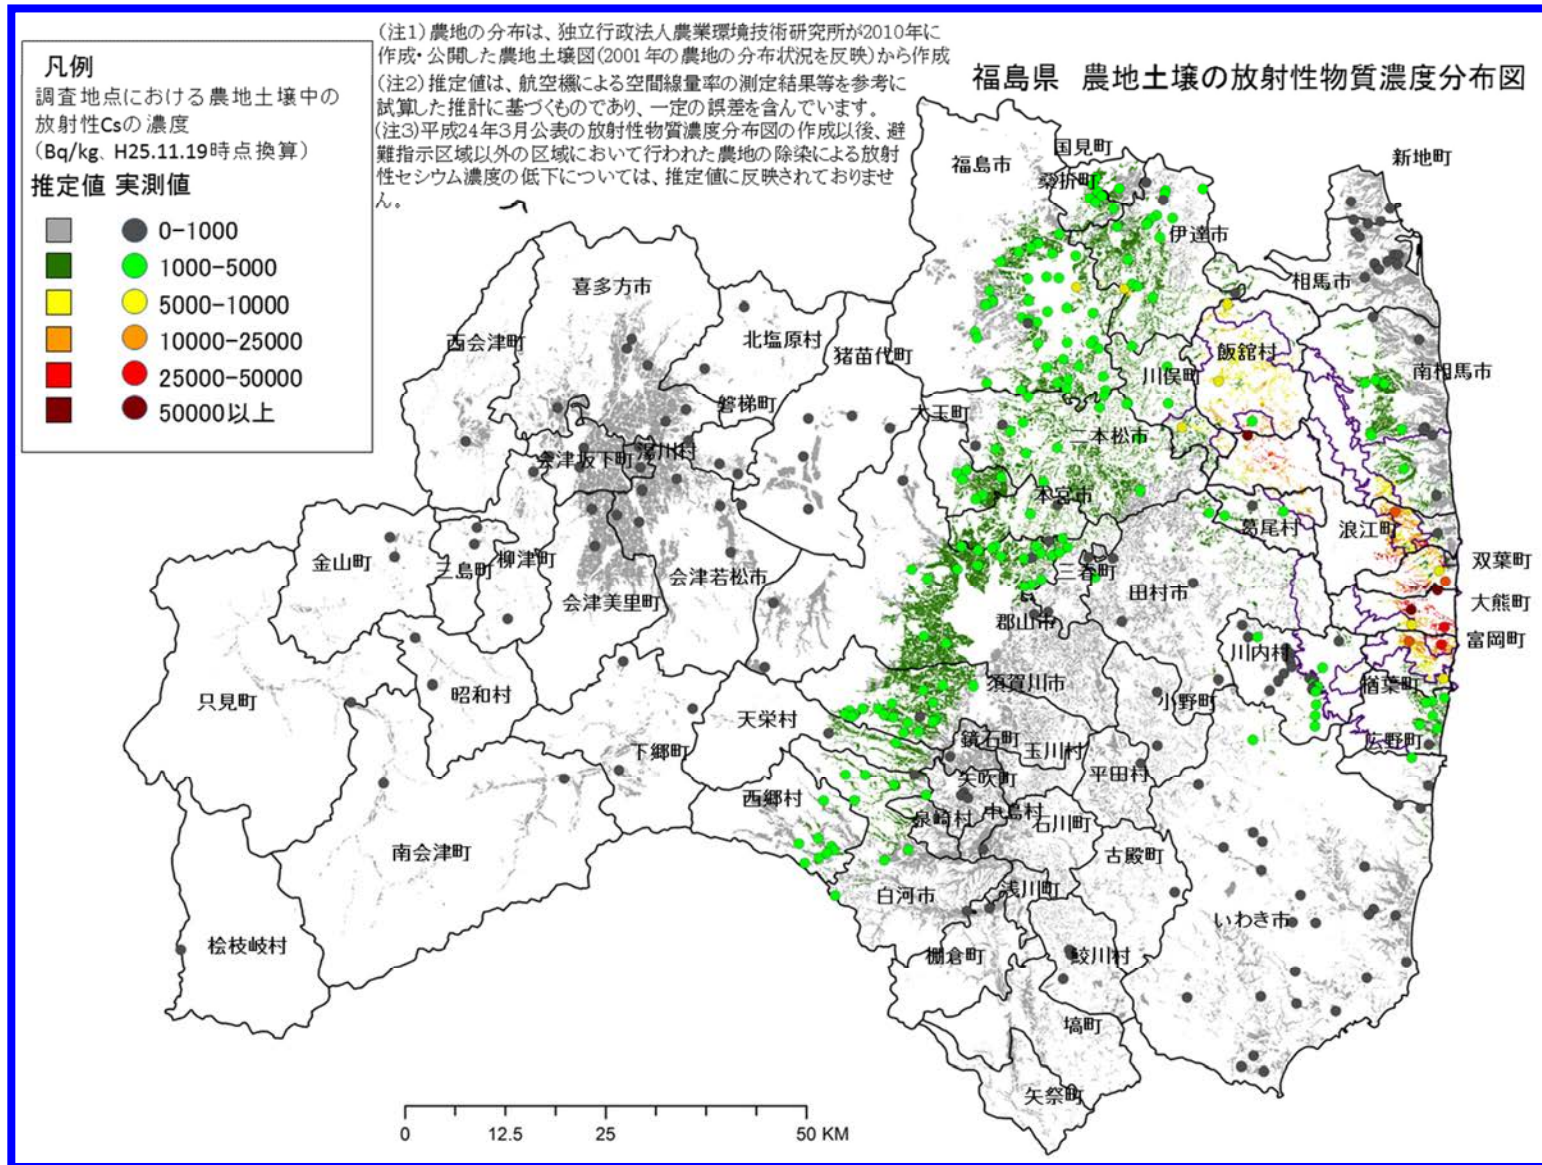 (注1)農地の分布は、独立行政法人農業環境技術研究所が2010年に
作成・公開した農地土壌図(2001年の農地の分布状況を反映)から作成
(注2)推定値は、航空機による空間線量率の測定結果等を参考に
試算した推計に基づくものであり、一定の誤差を含んでいます。
(注3)平成24年3月公表の放射性物質濃度分布図の作成以後、避
難指示区域以外の区域において行われた農地の除染による放射
性セシウム濃度の低下については、推定値に反映されておりませ
ん。
福島県 農地土壌の放射性物質濃度分布図
凡例
調査地点における農地土壌中の
放射性Csの濃度
(Bq/kg、H25.11.19時点換算)
推定値 実測値
0-1000
1000-5000
5000-10000
10000-25000
25000-50000
50000以上
国見町
新地町
福島市
桑折町
伊達市
相馬市
喜多方市
西会津町
北塩原村
猪苗代町
飯舘村
川俣町
南相馬市
磐梯町
大玉村
二本松市
会津坂下町
湯川村
本宮市
葛尾村
浪江町
金山町
三島町
柳津町
会津若松市
三春町
双葉町
田村市
会津美里町
大熊町
郡山市
富岡町
川内村
只見町
昭和村
須賀川市
楢葉町
小野町
天栄村
下郷町
鏡石町
玉川村
広野町
平田村
矢吹町
西郷村
泉崎村
中島村
石川町
南会津町
古殿町
白河市
浅川町
いわき市
桧枝岐村
棚倉町
鮫川村
塙町
矢祭町
0 12.5 25 50 KM